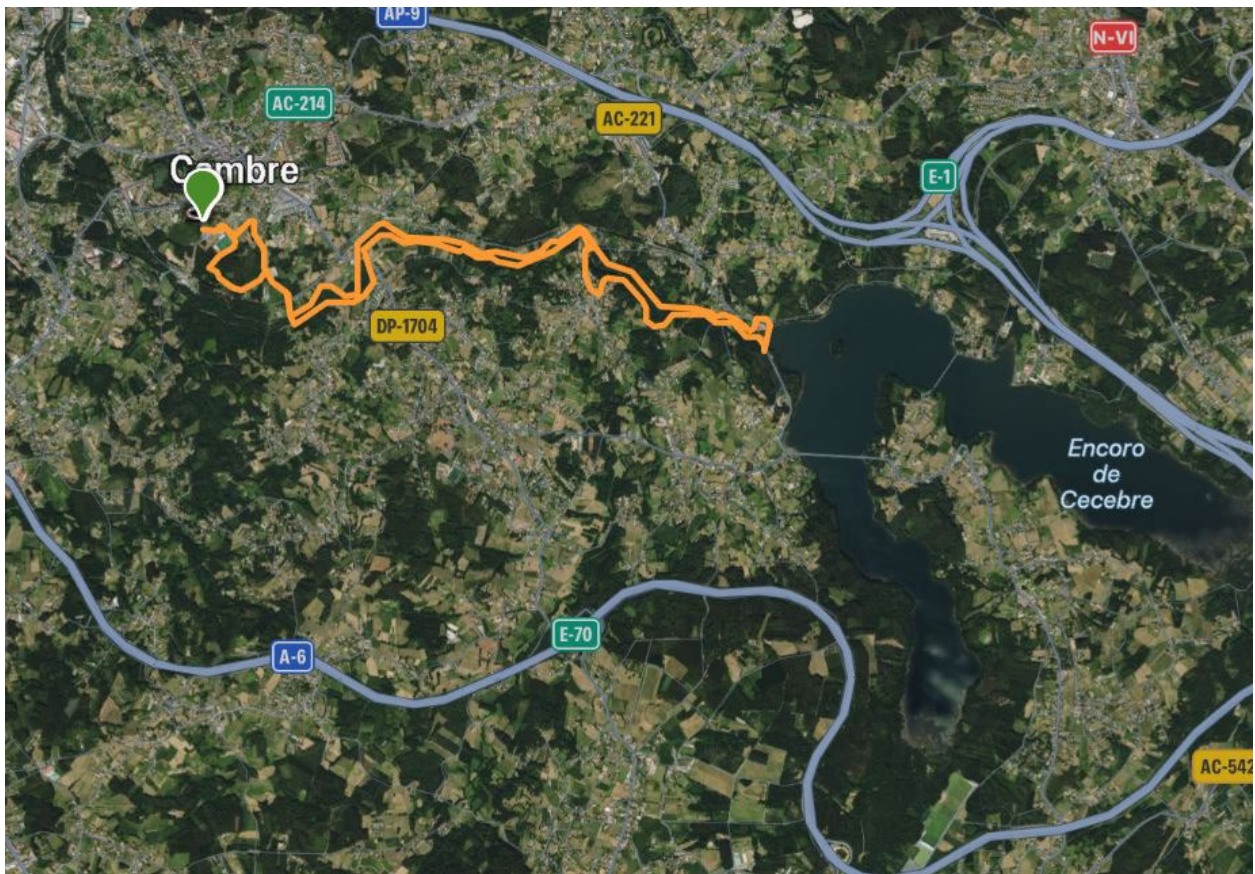 AP-9
N-VI
AC-214
AC-221
Cambre
E-1
DP-1704
Encoro
de
Cecebre
E-70
A-6
AC-542